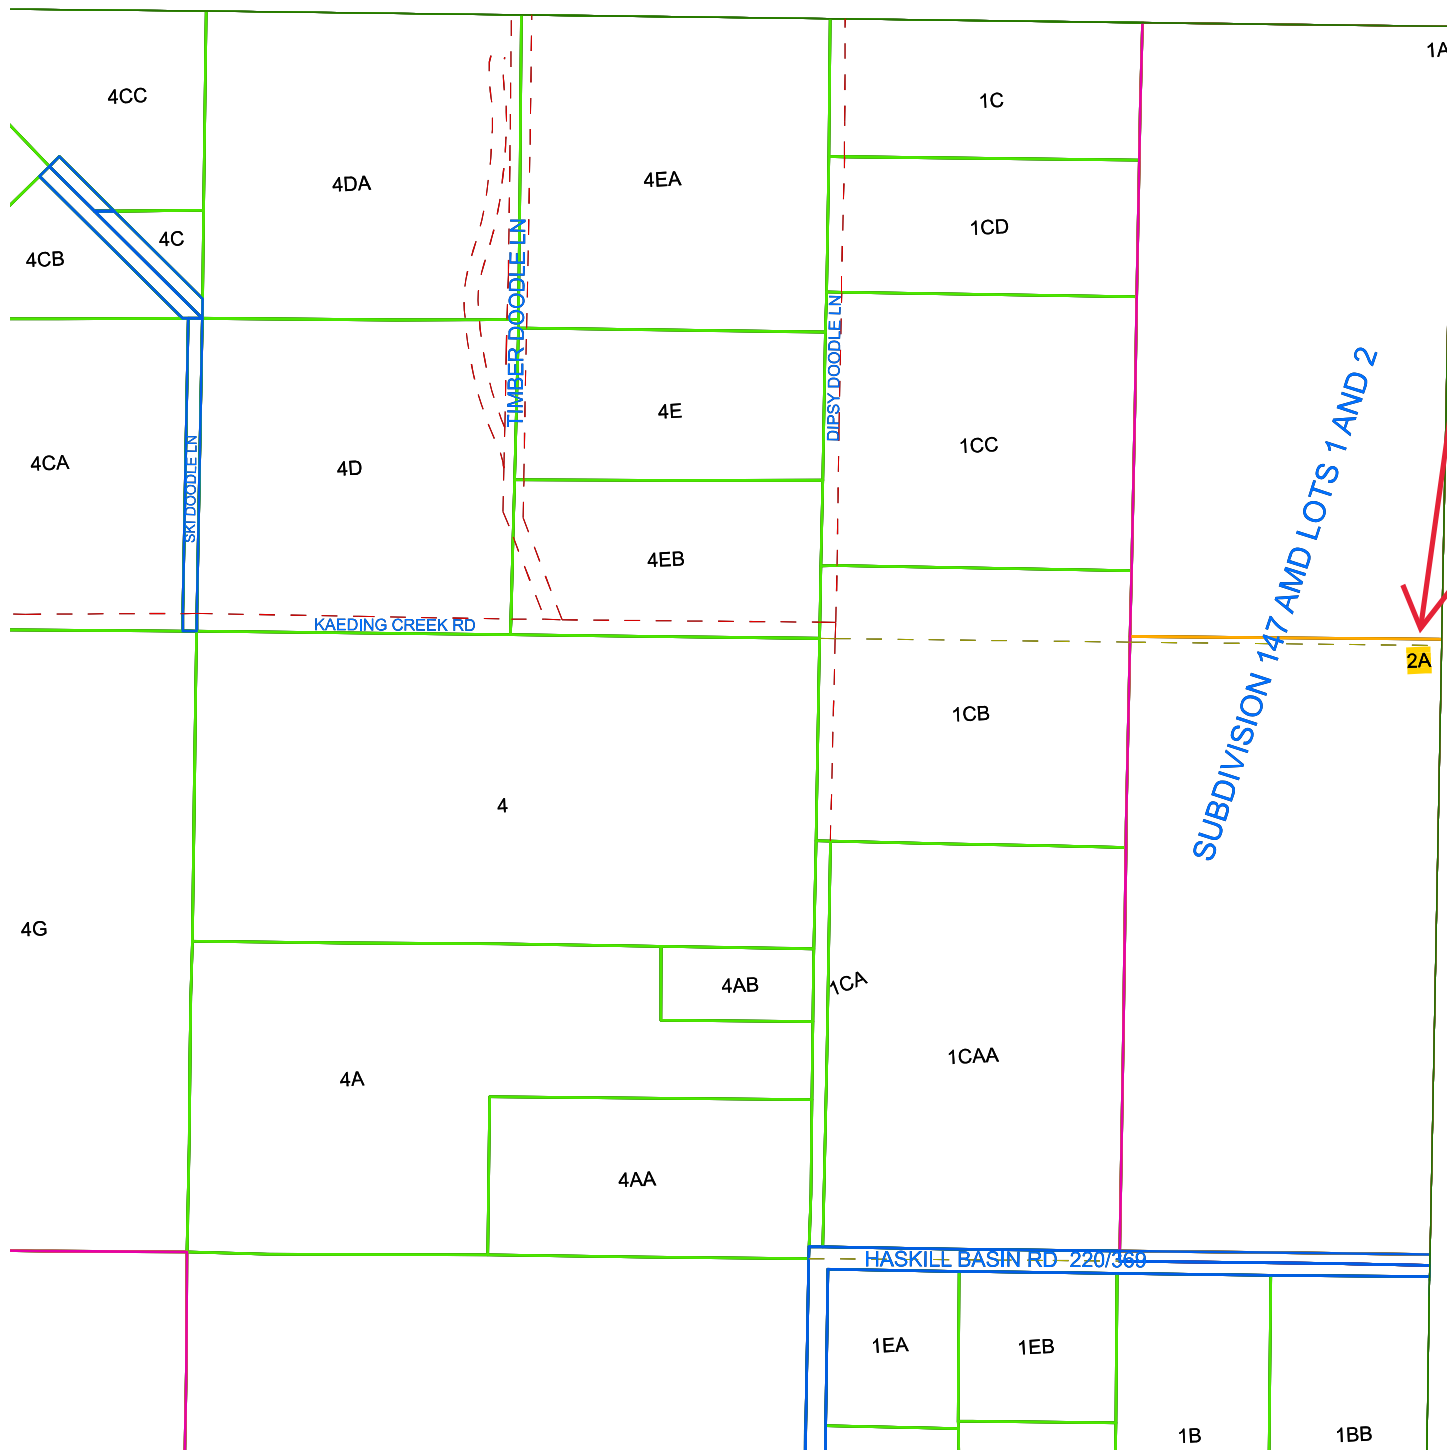 1A
4CC
1C
4DA
4EA
1CD
4C
4CB
TIMBER DOODLE LN
DIPSY DOODLE LN
4E
1CC
4CA
4D
SKI DOODLE LN
SUBDIVISION 147 AMD LOTS 1 AND 2
4EB
KAEDING CREEK RD
2A
1CB
4
4G
4AB
1CA
1CAA
4A
4AA
HASKILL BASIN RD 220/369
1EA
1EB
1B
1BB